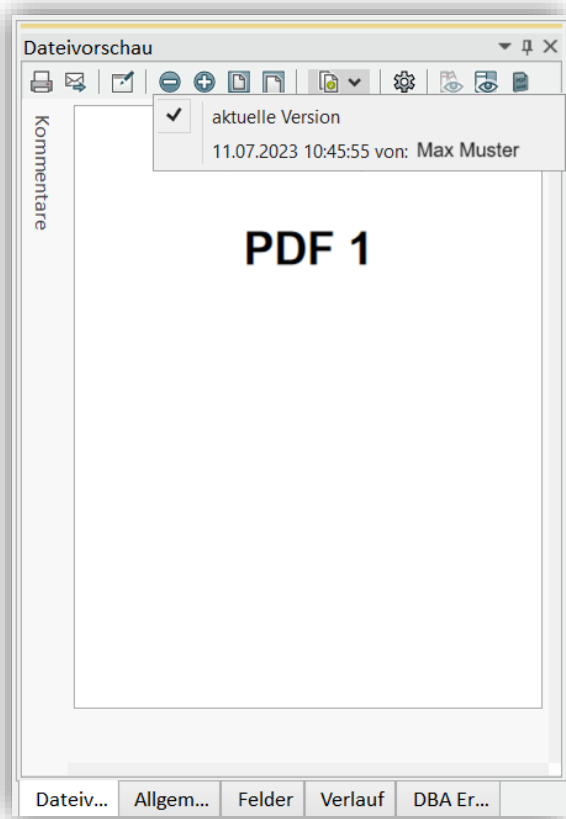 Dateivorschau
aktuelle Version
11.07.2023 10:45:55 von: Max Muster
Kommentare
PDF 1
Dateiv... Allgem... Felder Verlauf DBA Er...